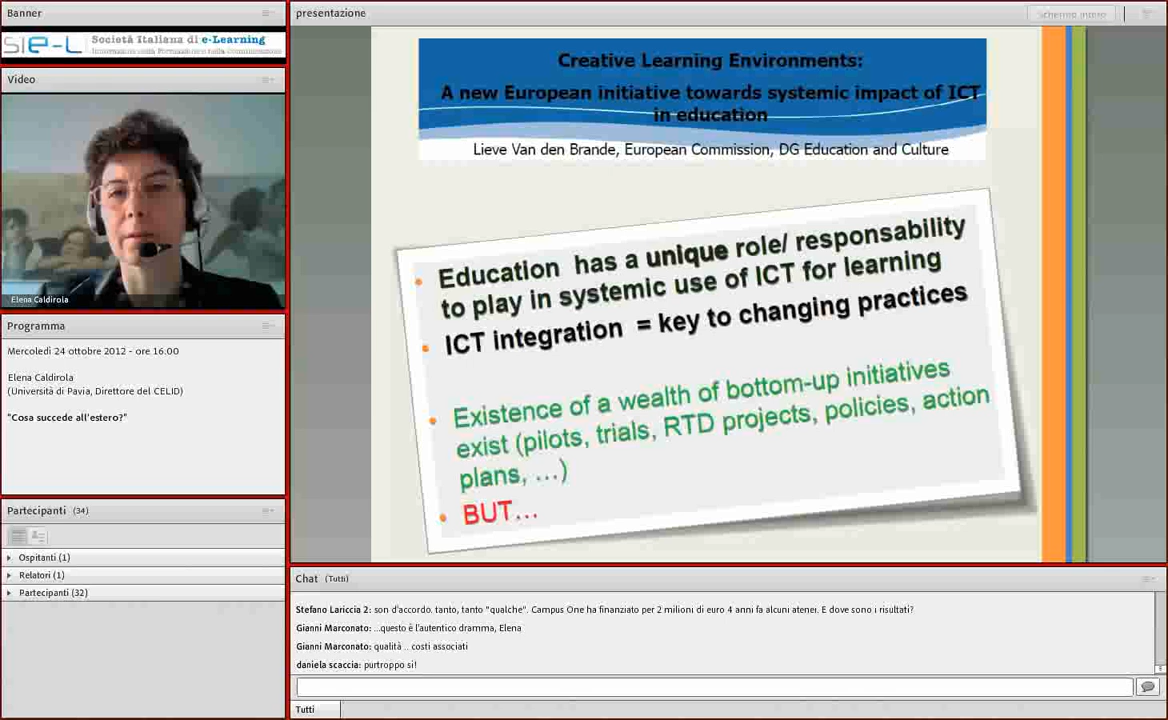 Banner
sie-L Società Italiana di e-Learning
Video
Elena Caldirola
Programma
Mercoledì 24 ottobre 2012 - ore 16:00
Elena Caldirola
(Università di Pavia, Direttore del CELID)
"Cosa succede all'estero?"
Partecipanti (34)
Ospitanti (1)
Relatori (1)
Partecipanti (32)
presentazione
Schermo intero
Creative Learning Environments:
A new European initiative towards systemic impact of ICT
in education
Lieve Van den Brande, European Commission, DG Education and Culture
• Education has a unique role/ responsability
to play in systemic use of ICT for learning
• ICT integration = key to changing practices
• Existence of a wealth of bottom-up initiatives
exist (pilots, trials, RTD projects, policies, action
plans, …)
• BUT…
Chat (Tutti)
Stefano Lariccia 2: son d'accordo. tanto, tanto "qualche". Campus One ha finanziato per 2 milioni di euro 4 anni fa alcuni atenei. E dove sono i risultati?
Gianni Marconato: ...questo è l'autentico dramma, Elena
Gianni Marconato: qualità .. costi associati
daniela scaccia: purtroppo si!
Tutti